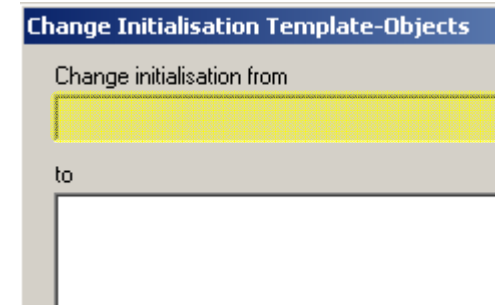 Change Initialisation Template-Objects
Change initialisation from
to